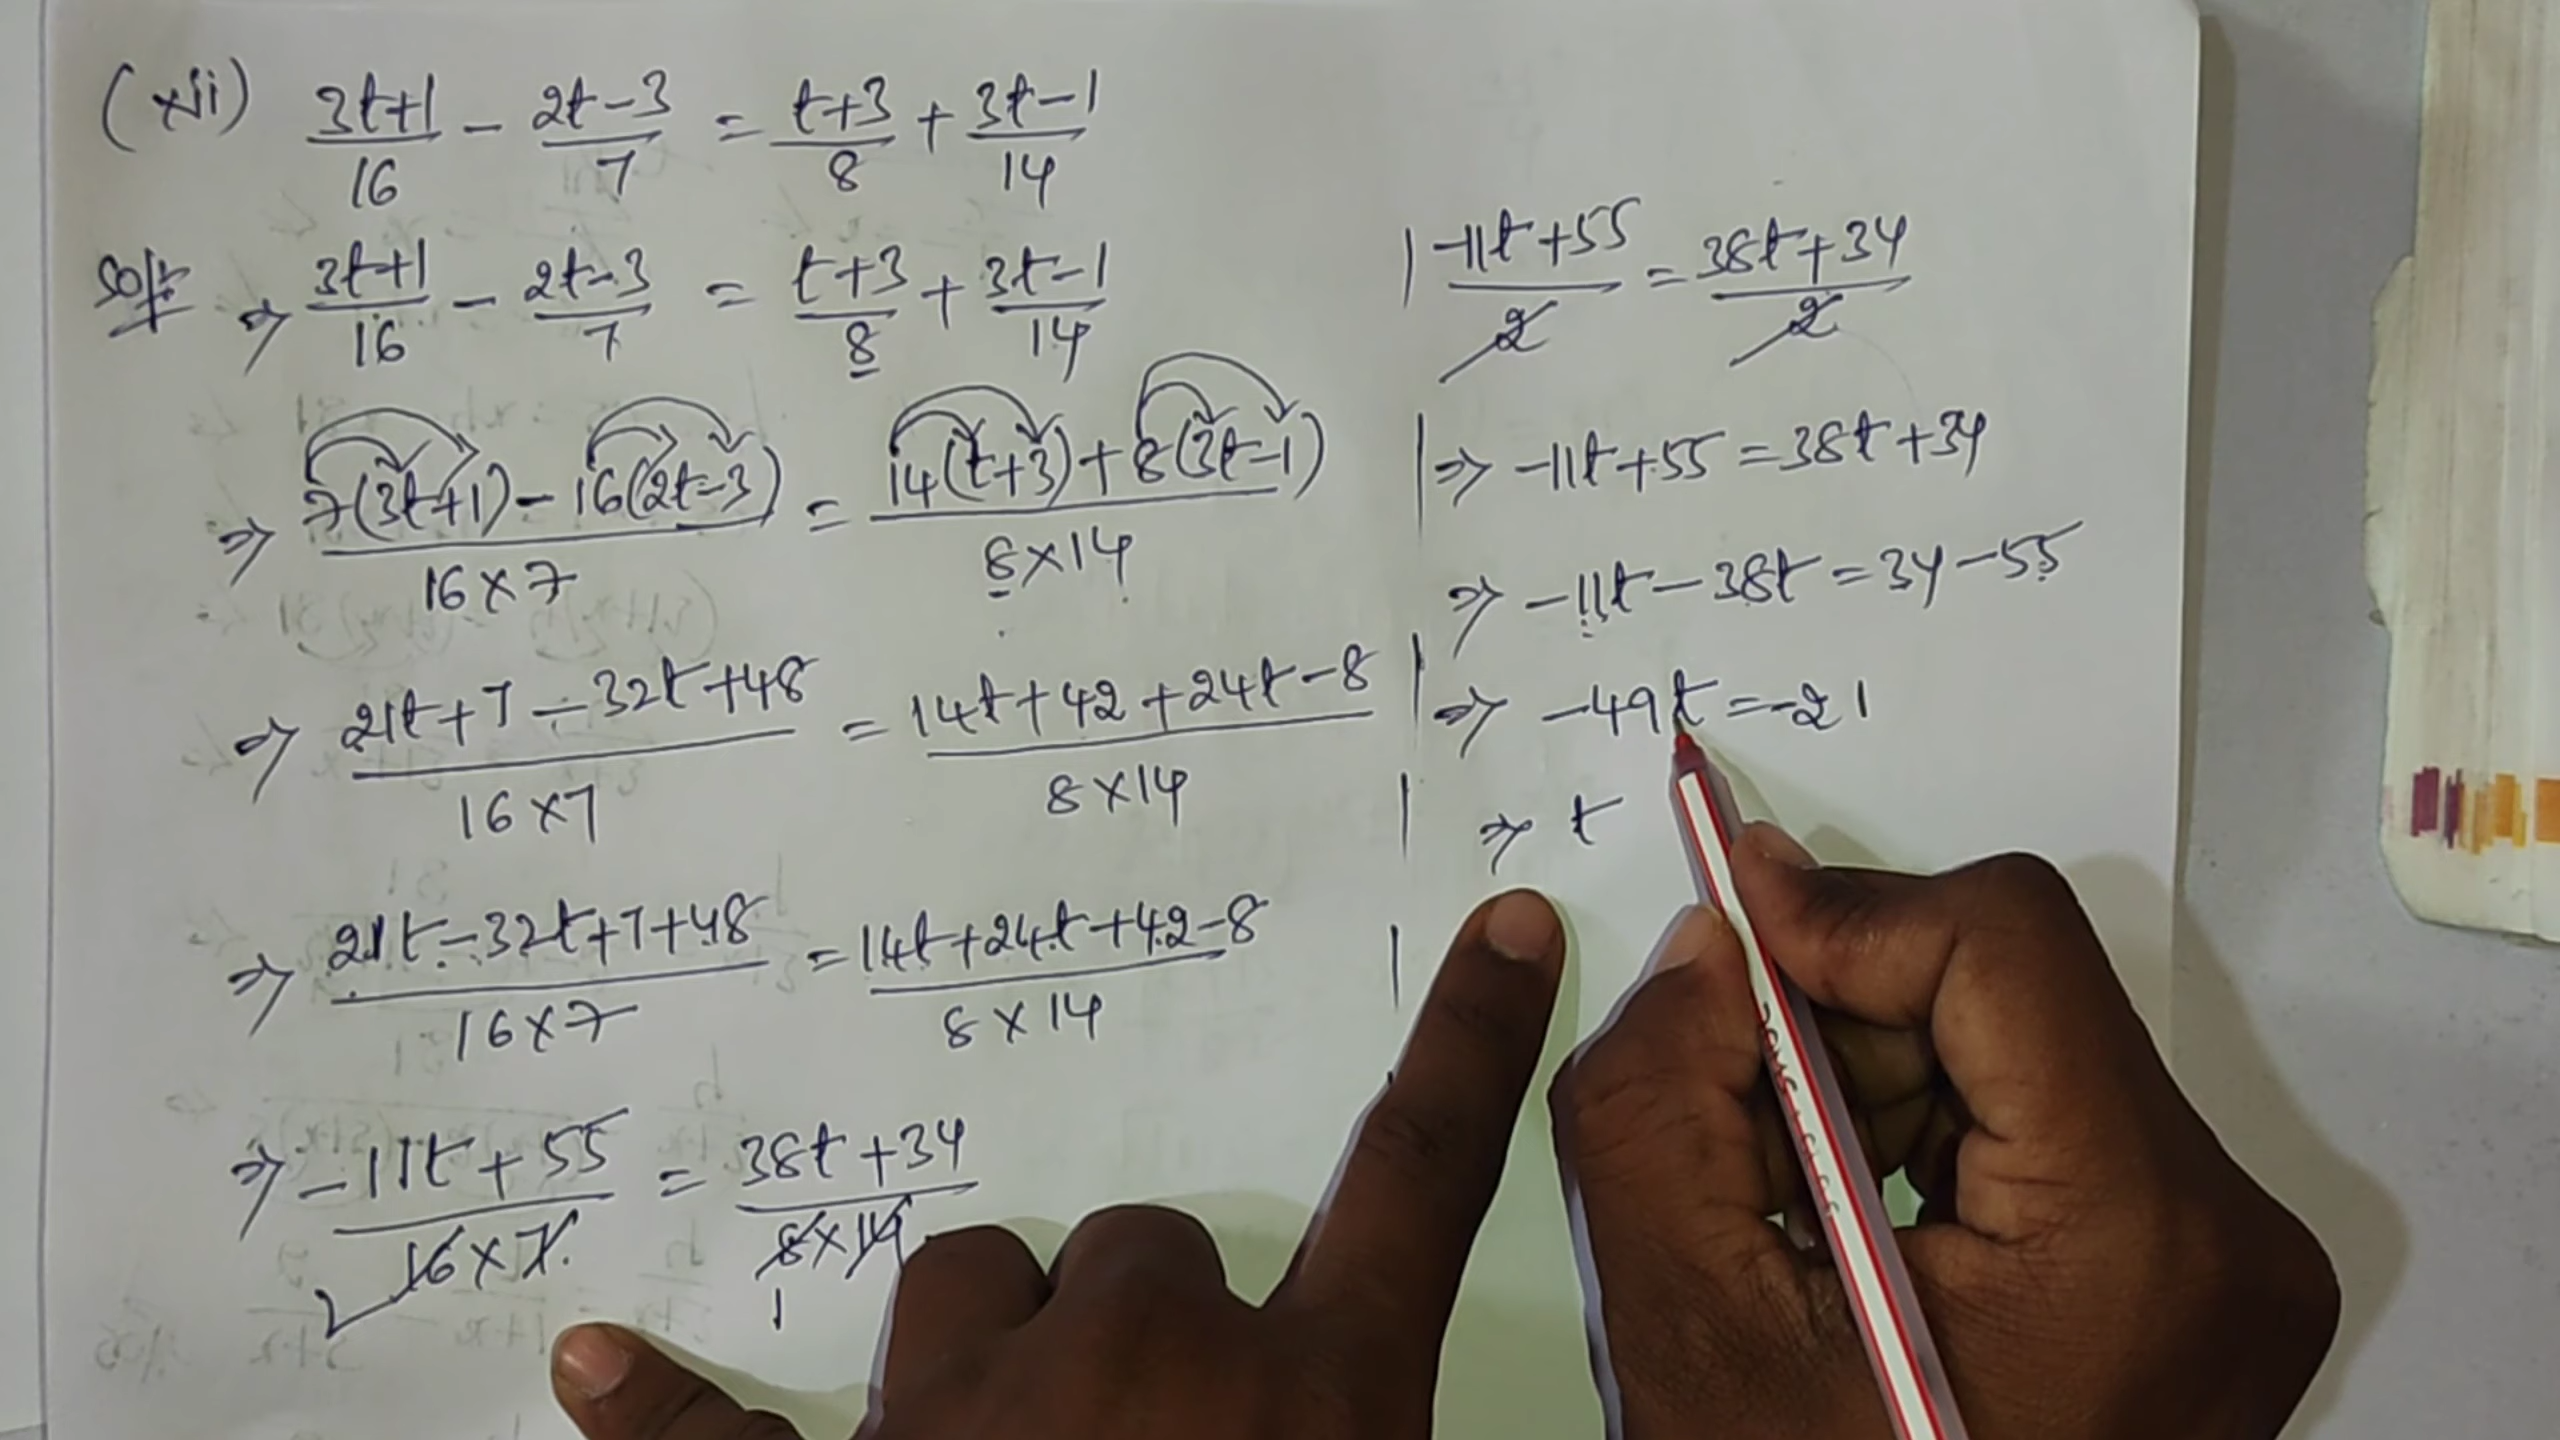 (xii) 3t+1/16 - 2t-3/7 = t+3/8 + 3t-1/14
Sol: ⇒ 3t+1/16 - 2t-3/7 = t+3/8 + 3t-1/14
⇒ 7(3t+1) - 16(2t-3)/16×7 = 14(t+3) + 8(3t-1)/8×14
⇒ 21t+7-32t+48/16×7 = 14t+42+24t-8/8×14
⇒ 21t-32t+7+48/16×7 = 14t+24t+42-8/8×14
⇒ -11t+55/16×7 = 38t+34/8×14
2 1
-11t+55/2 = 38t+34/2
⇒ -11t+55 = 38t+34
⇒ -11t-38t = 34-55
⇒ -49t = -21
⇒ t